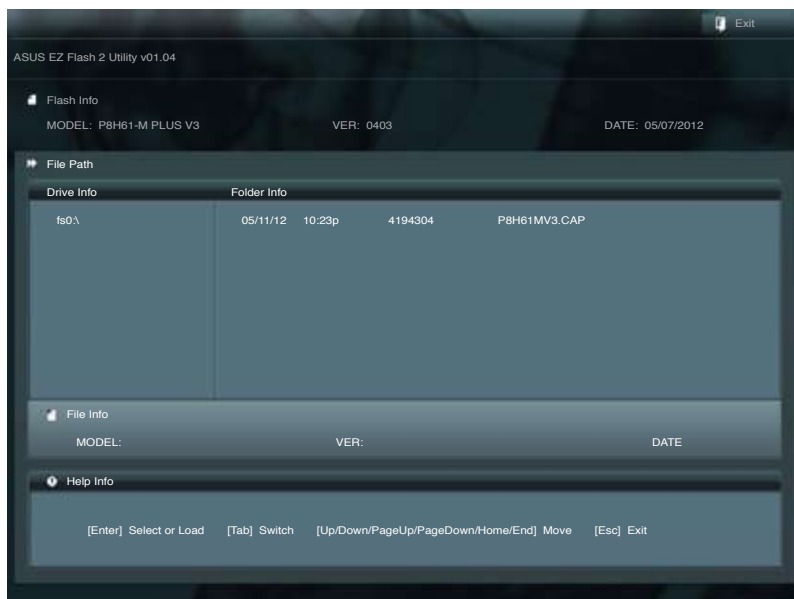 Exit
ASUS EZ Flash 2 Utility v01.04
Flash Info
MODEL: P8H61-M PLUS V3 VER: 0403 DATE: 05/07/2012
File Path
Drive Info Folder Info
fs0:\ 05/11/12 10:23p 4194304 P8H61MV3.CAP
File Info
MODEL: VER: DATE
Help Info
[Enter] Select or Load [Tab] Switch [Up/Down/PageUp/PageDown/Home/End] Move [Esc] Exit